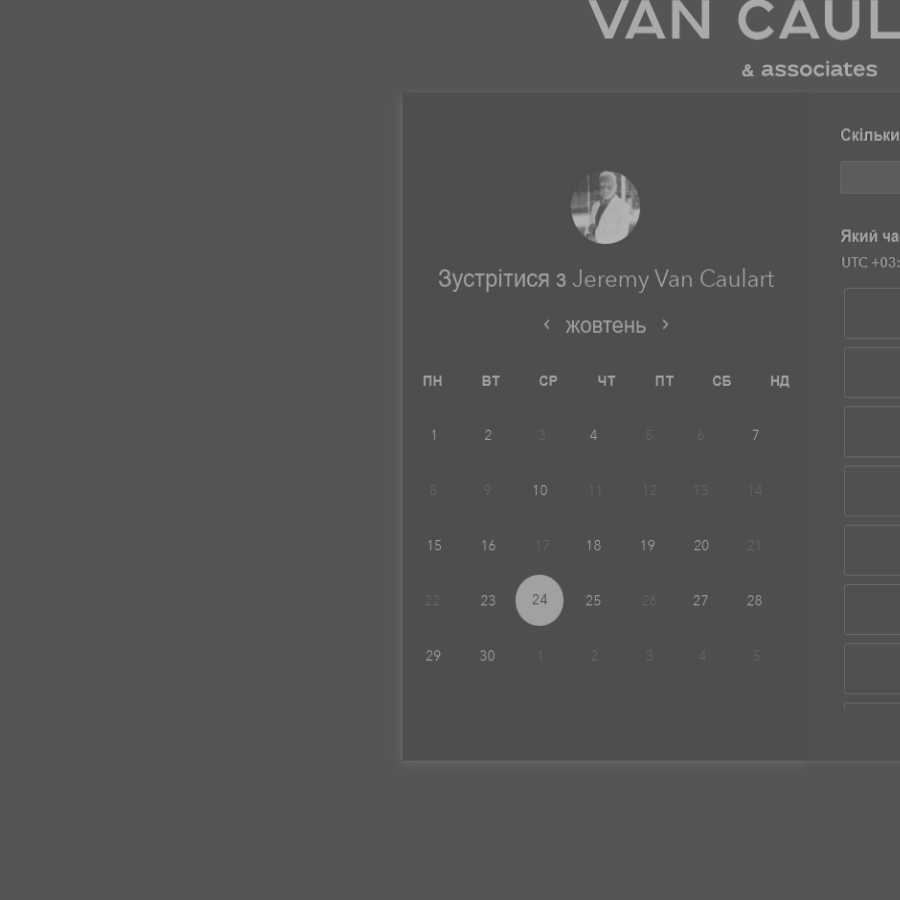 VAN CAUL
& associates
Зустрітися з Jeremy Van Caulart
‹ жовтень ›
ПН ВТ СР ЧТ ПТ СБ НД
1 2 3 4 5 6 7
8 9 10 11 12 13 14
15 16 17 18 19 20 21
22 23 24 25 26 27 28
29 30 1 2 3 4 5
Скільки
Який ча
UTC +03: